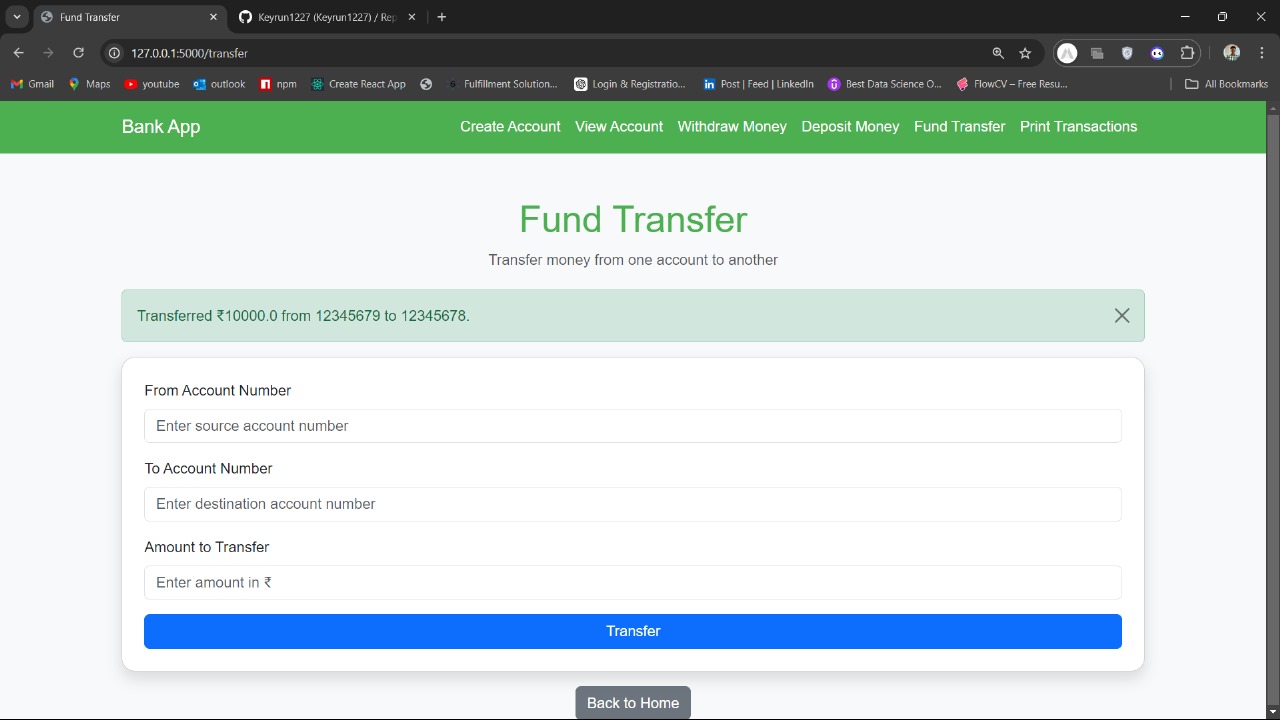 Fund Transfer
Keyrun1227 (Keyrun1227) / Rep
127.0.0.1:5000/transfer
Gmail Maps youtube outlook npm Create React App Fulfillment Solution... Login & Registratio... Post | Feed | LinkedIn Best Data Science O... FlowCV – Free Resu... All Bookmarks
Bank App Create Account View Account Withdraw Money Deposit Money Fund Transfer Print Transactions
Fund Transfer
Transfer money from one account to another
Transferred ₹10000.0 from 12345679 to 12345678.
From Account Number
Enter source account number
To Account Number
Enter destination account number
Amount to Transfer
Enter amount in ₹
Transfer
Back to Home